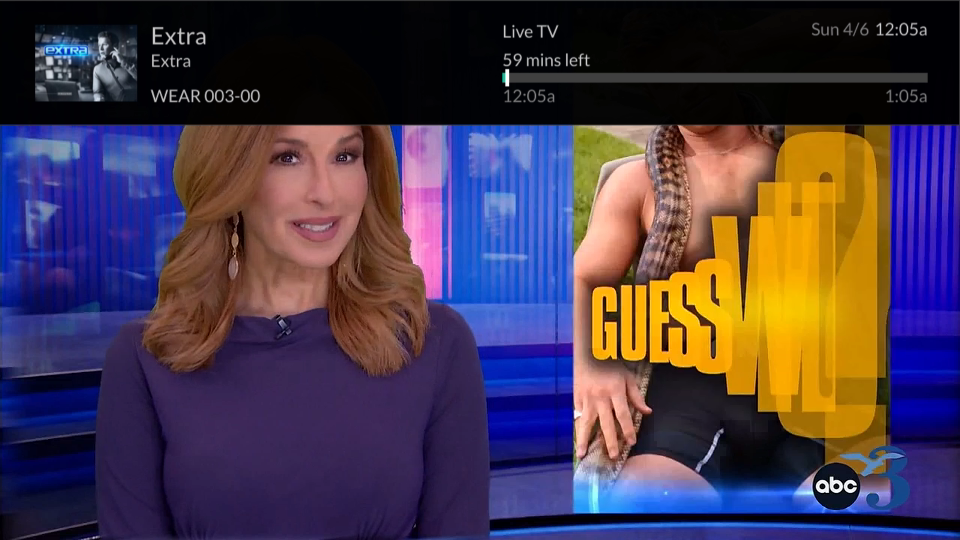 extra
Extra
Extra
WEAR 003-00
Live TV
59 mins left
12:05a
1:05a
Sun 4/6 12:05a
GUESS
abc
3